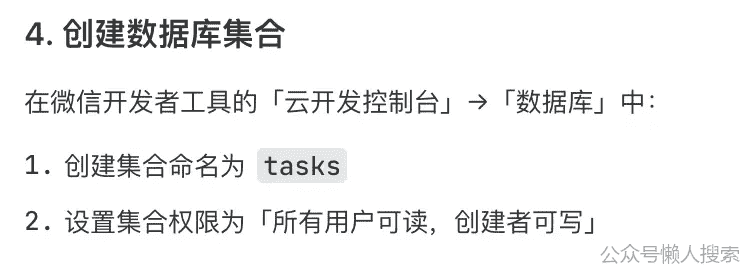 4. 创建数据库集合
在微信开发者工具的「云开发控制台」→「数据库」中：
1. 创建集合命名为 tasks
2. 设置集合权限为「所有用户可读，创建者可写」
公众号懒人搜索